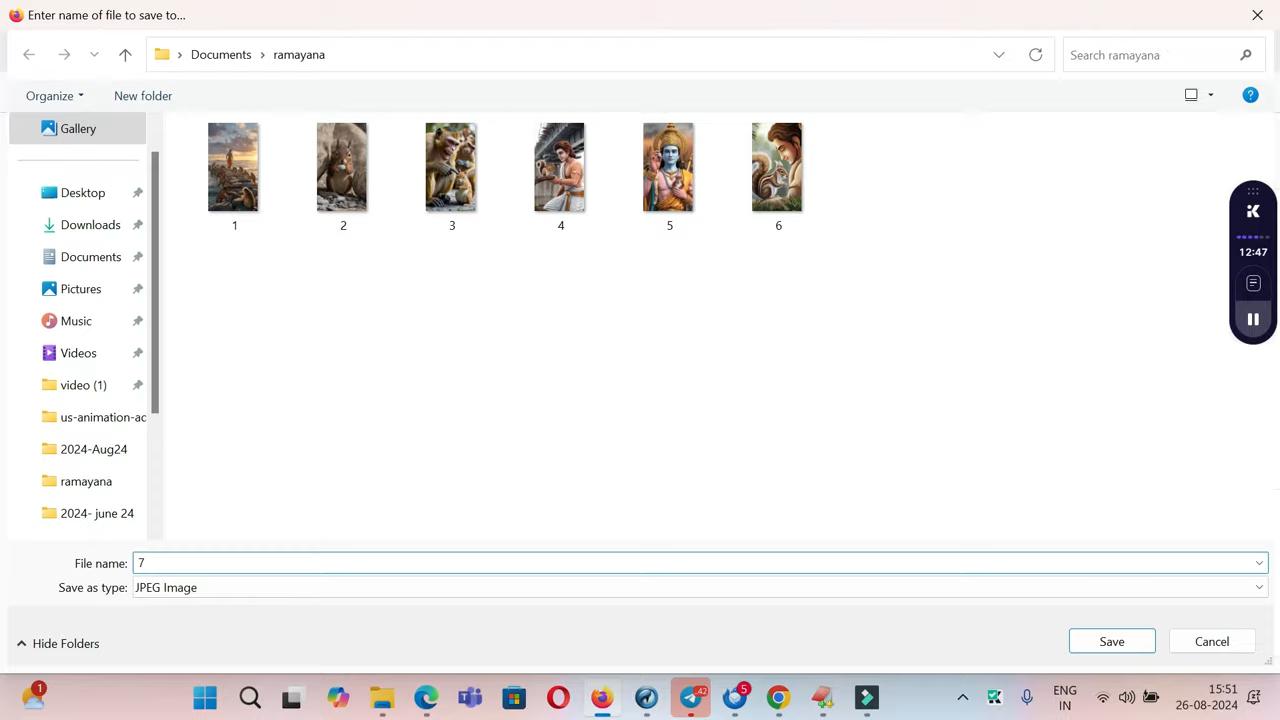 Enter name of file to save to...
Documents
ramayana
Search ramayana
Organize
New folder
?
Gallery
Desktop
Downloads
Documents
Pictures
Music
Videos
video (1)
us-animation-ac
2024-Aug24
ramayana
2024- june 24
1
2
3
4
5
6
12:47
File name:
7
Save as type:
JPEG Image
Hide Folders
Save
Cancel
1
42
5
ENG
IN
15:51
26-08-2024